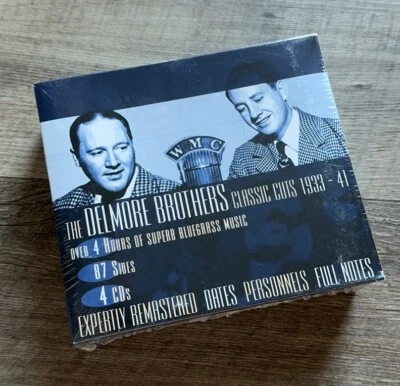 WMC
THE DELMORE BROTHERS CLASSIC CUTS 1933 - 41
OVER 4 HOURS OF SUPERB BLUEGRASS MUSIC
87 SIDES
4 CDs
EXPERTLY REMASTERED DATES PERSONNELS FULL NOTES